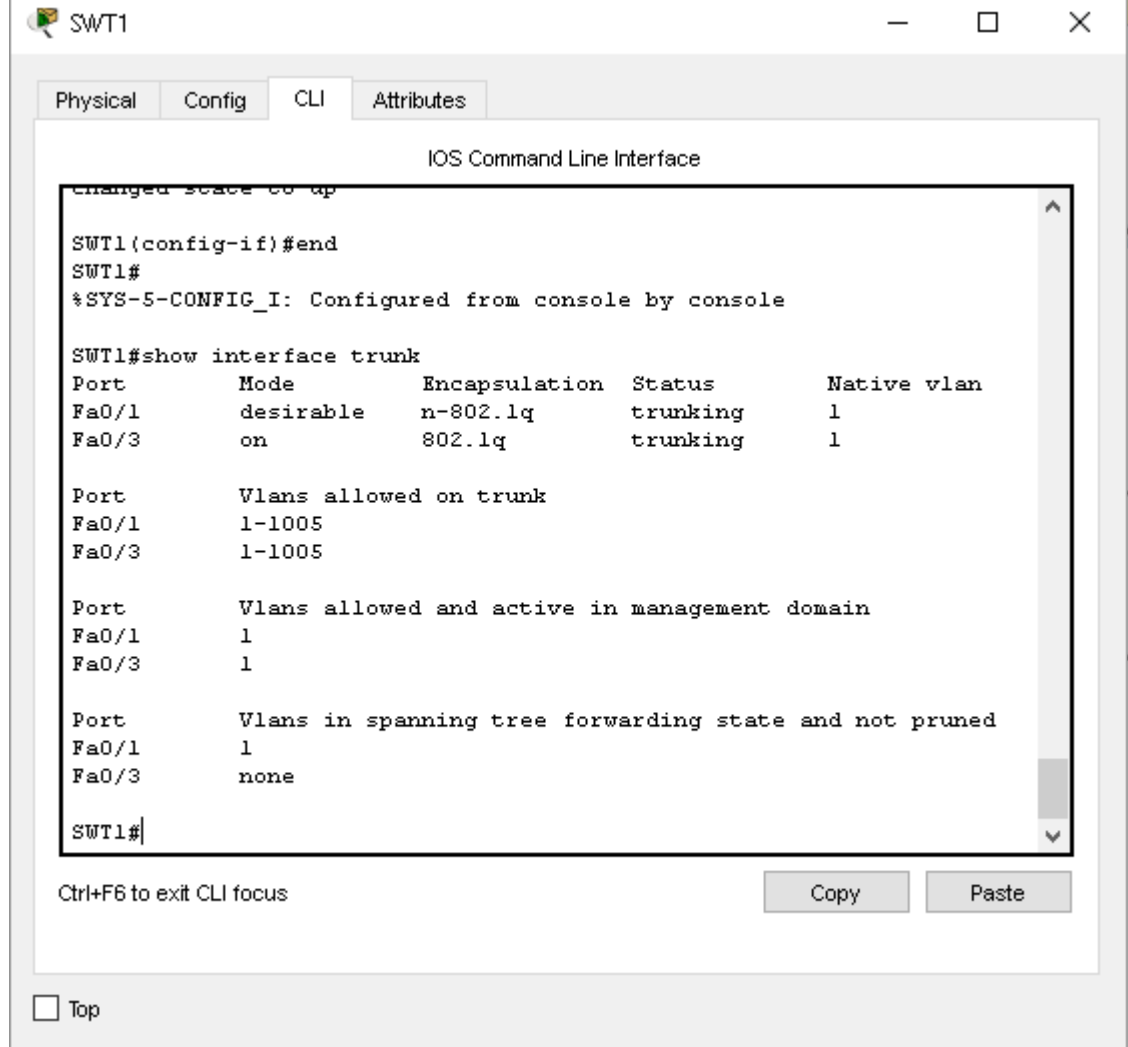 SWT1
Physical Config CLI Attributes
IOS Command Line Interface
changed state to up
SWT1(config-if)#end
SWT1#
%SYS-5-CONFIG_I: Configured from console by console
SWT1#show interface trunk
Port Mode Encapsulation Status Native vlan
Fa0/1 desirable n-802.1q trunking 1
Fa0/3 on 802.1q trunking 1
Port Vlans allowed on trunk
Fa0/1 1-1005
Fa0/3 1-1005
Port Vlans allowed and active in management domain
Fa0/1 1
Fa0/3 1
Port Vlans in spanning tree forwarding state and not pruned
Fa0/1 1
Fa0/3 none
SWT1#
Ctrl+F6 to exit CLI focus Copy Paste
Top